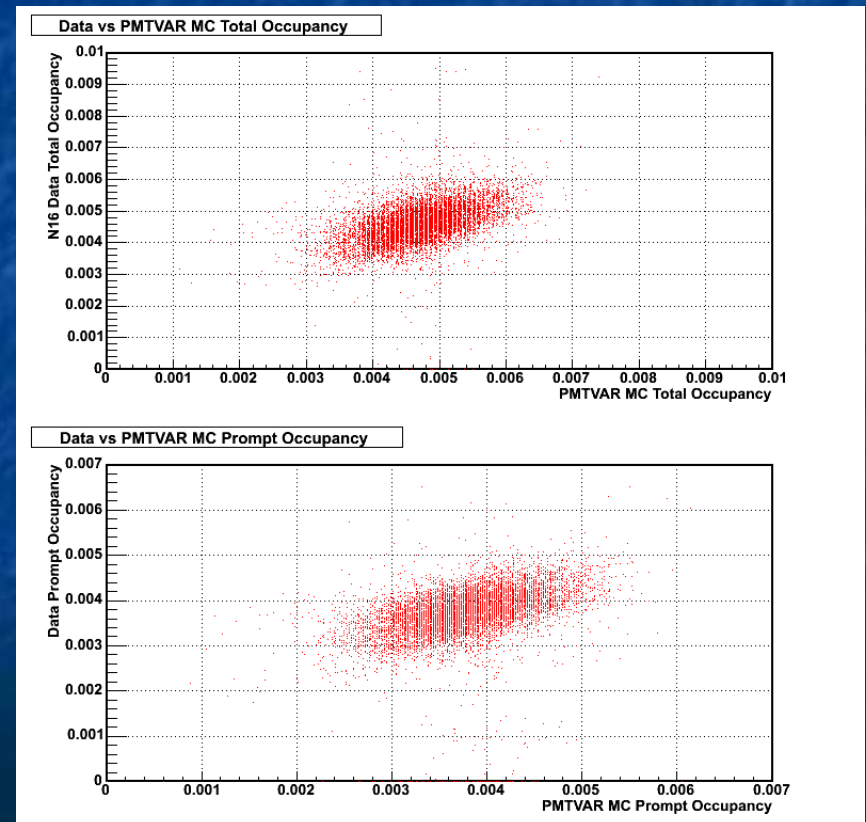 Data vs PMTVAR MC Total Occupancy
N16 Data Total Occupancy
0.01
0.009
0.008
0.007
0.006
0.005
0.004
0.003
0.002
0.001
0
0 0.001 0.002 0.003 0.004 0.005 0.006 0.007 0.008 0.009 0.01
PMTVAR MC Total Occupancy
Data vs PMTVAR MC Prompt Occupancy
Data Prompt Occupancy
0.007
0.006
0.005
0.004
0.003
0.002
0.001
0
0 0.001 0.002 0.003 0.004 0.005 0.006 0.007
PMTVAR MC Prompt Occupancy